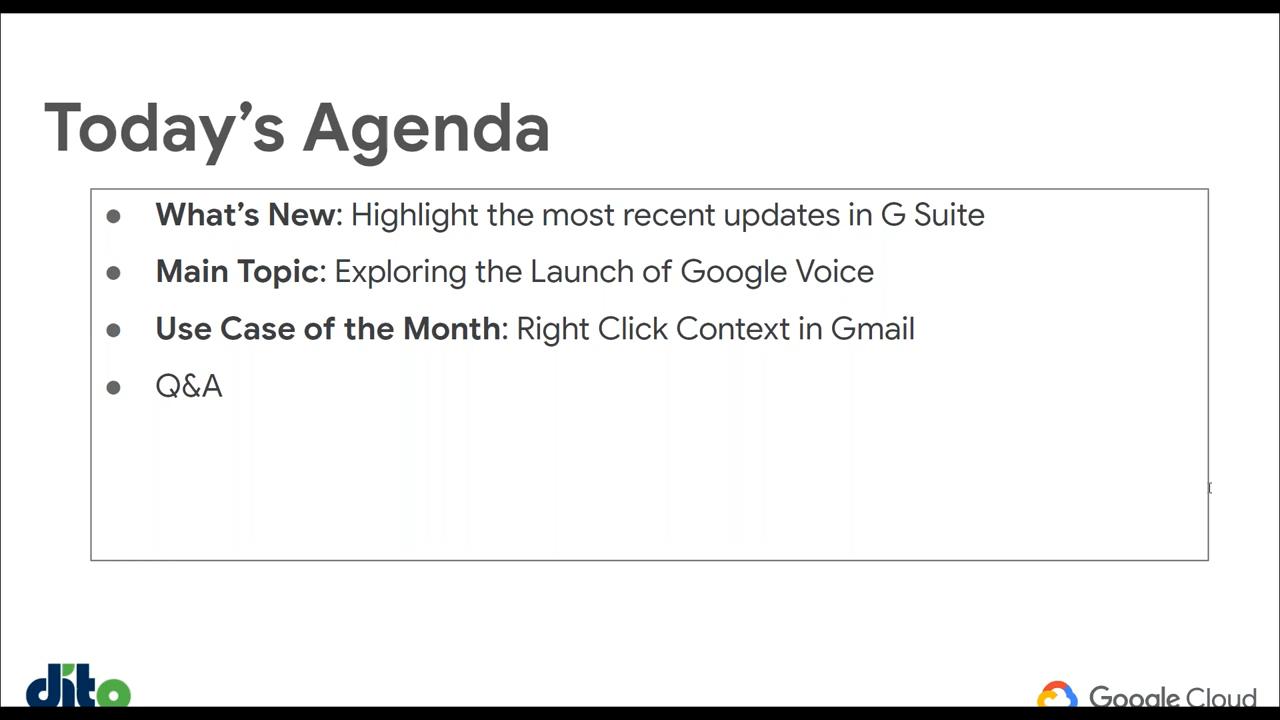 Today’s Agenda
● What’s New: Highlight the most recent updates in G Suite
● Main Topic: Exploring the Launch of Google Voice
● Use Case of the Month: Right Click Context in Gmail
● Q&A
dito
Google Cloud